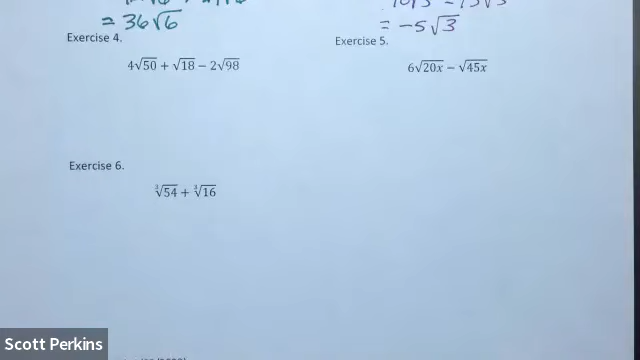 = 36√6
= -5√3
Exercise 4.
Exercise 5.
4√50 + √18 − 2√98
6√20x − √45x
Exercise 6.
∛54 + ∛16
Scott Perkins